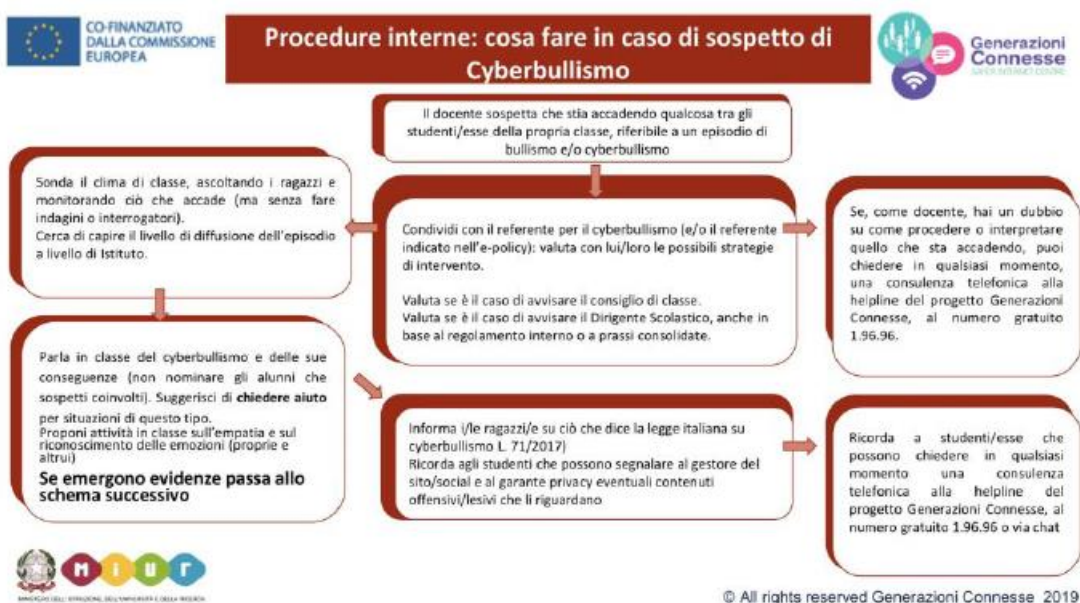 CO-FINANZIATO
DALLA COMMISSIONE
EUROPEA
Procedure interne: cosa fare in caso di sospetto di
Cyberbullismo
Generazioni
Connesse
SAFER INTERNET CENTRE
Il docente sospetta che stia accadendo qualcosa tra gli
studenti/esse della propria classe, riferibile a un episodio di
bullismo e/o cyberbullismo
Sonda il clima di classe, ascoltando i ragazzi e
monitorando ciò che accade (ma senza fare
indagini o interrogatori).
Cerca di capire il livello di diffusione dell'episodio
a livello di Istituto.
Condividi con il referente per il cyberbullismo (e/o il referente
indicato nell'e-policy): valuta con lui/loro le possibili strategie
di intervento.
Valuta se è il caso di avvisare il consiglio di classe.
Valuta se è il caso di avvisare il Dirigente Scolastico, anche in
base al regolamento interno o a prassi consolidate.
Se, come docente, hai un dubbio
su come procedere o interpretare
quello che sta accadendo, puoi
chiedere in qualsiasi momento,
una consulenza telefonica alla
helpline del progetto Generazioni
Connesse, al numero gratuito
1.96.96.
Parla in classe del cyberbullismo e delle sue
conseguenze (non nominare gli alunni che
sospetti coinvolti). Suggerisci di chiedere aiuto
per situazioni di questo tipo.
Proponi attività in classe sull'empatia e sul
riconoscimento delle emozioni (proprie e
altrui)
Se emergono evidenze passa allo
schema successivo
Informa i/le ragazzi/e su ciò che dice la legge italiana su
cyberbullismo L. 71/2017)
Ricorda agli studenti che possono segnalare al gestore del
sito/social e al garante privacy eventuali contenuti
offensivi/lesivi che li riguardano
Ricorda a studenti/esse che
possono chiedere in qualsiasi
momento una consulenza
telefonica alla helpline del
progetto Generazioni Connesse, al
numero gratuito 1.96.96 o via chat
MIUR
MINISTERO DELL'ISTRUZIONE, DELL'UNIVERSITÀ E DELLA RICERCA
© All rights reserved Generazioni Connesse 2019